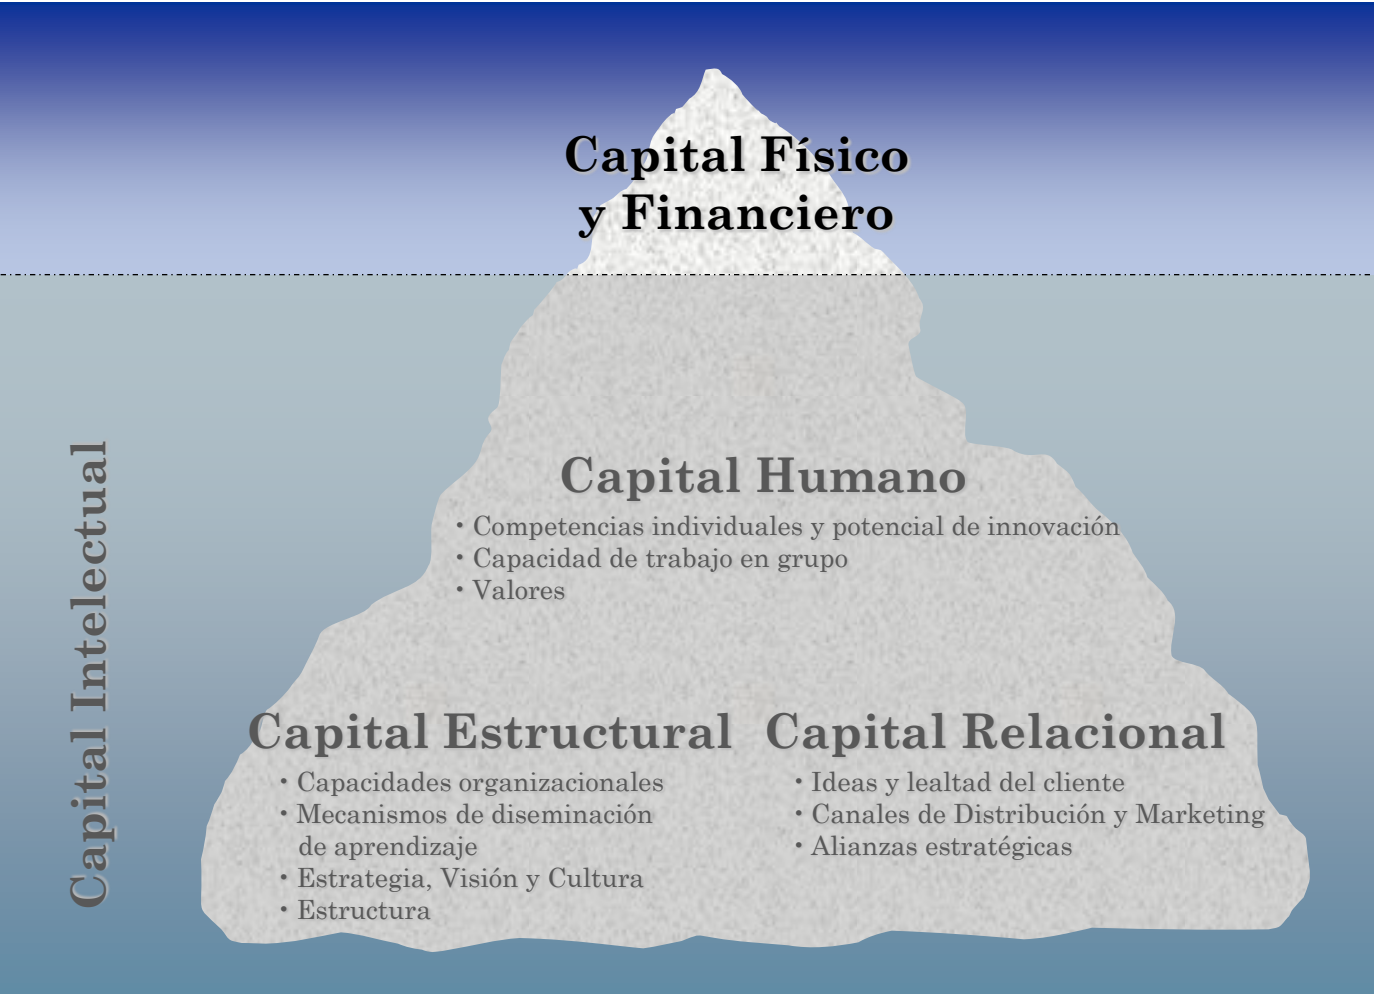 Capital Físico
y Financiero
Capital Intelectual
Capital Humano
• Competencias individuales y potencial de innovación
• Capacidad de trabajo en grupo
• Valores
Capital Estructural
• Capacidades organizacionales
• Mecanismos de diseminación
de aprendizaje
• Estrategia, Visión y Cultura
• Estructura
Capital Relacional
• Ideas y lealtad del cliente
• Canales de Distribución y Marketing
• Alianzas estratégicas